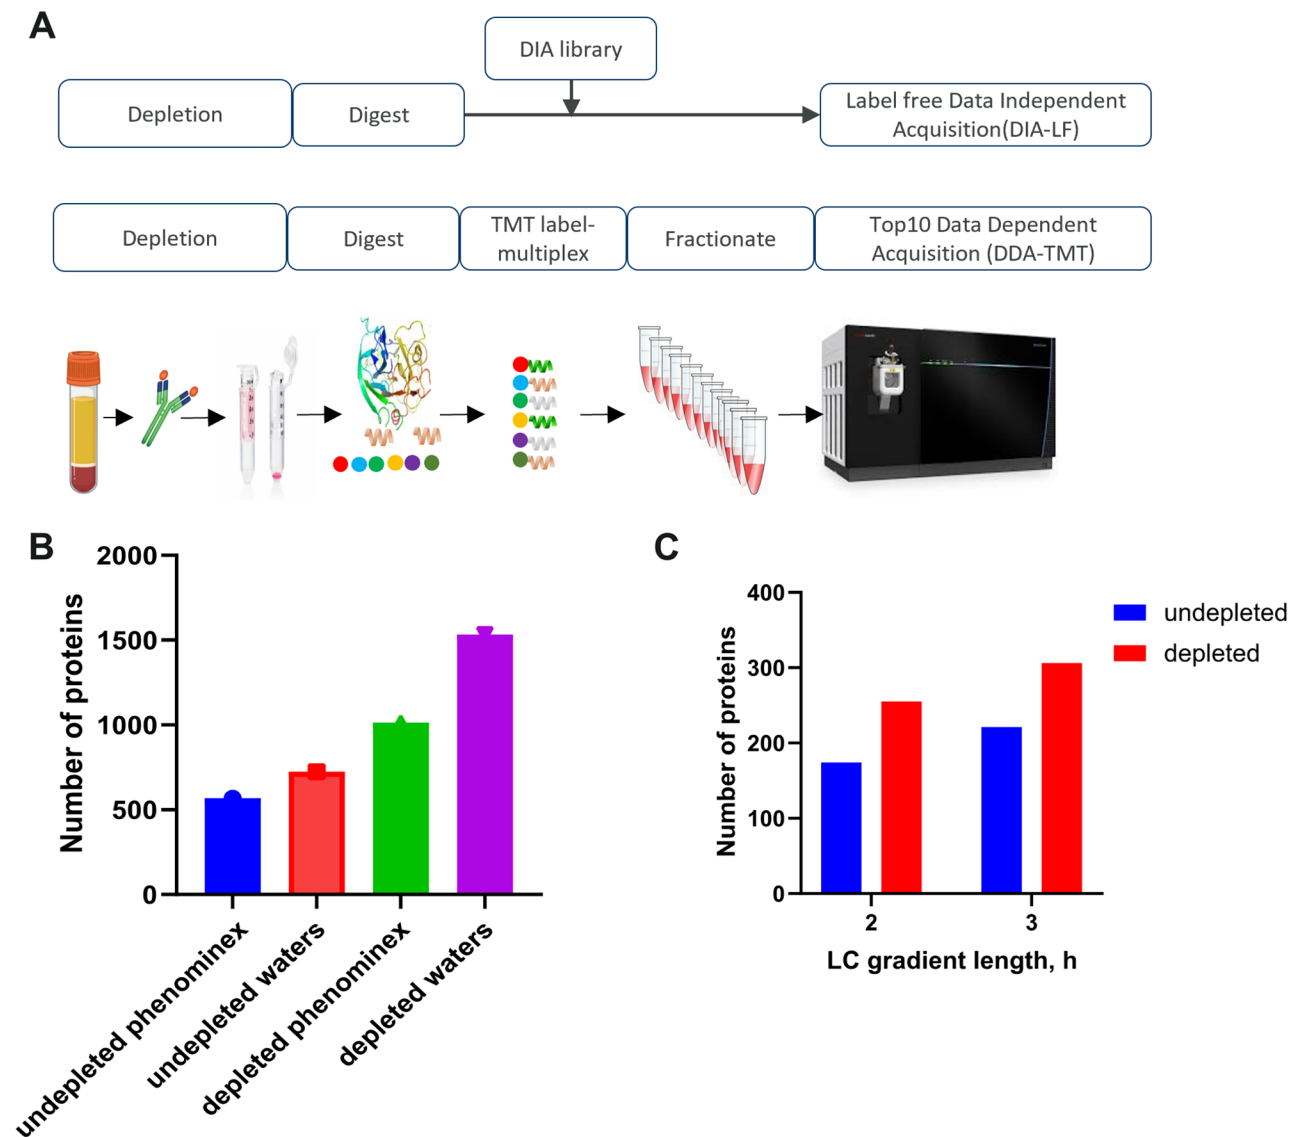 A
DIA library
Depletion
Digest
Label free Data Independent
Acquisition(DIA-LF)
Depletion
Digest
TMT label-
multiplex
Fractionate
Top10 Data Dependent
Acquisition (DDA-TMT)
B
2000
1500
1000
500
0
Number of proteins
undepleted phenominex
undepleted waters
depleted phenominex
depleted waters
C
400
300
200
100
0
Number of proteins
2
3
LC gradient length, h
undepleted
depleted